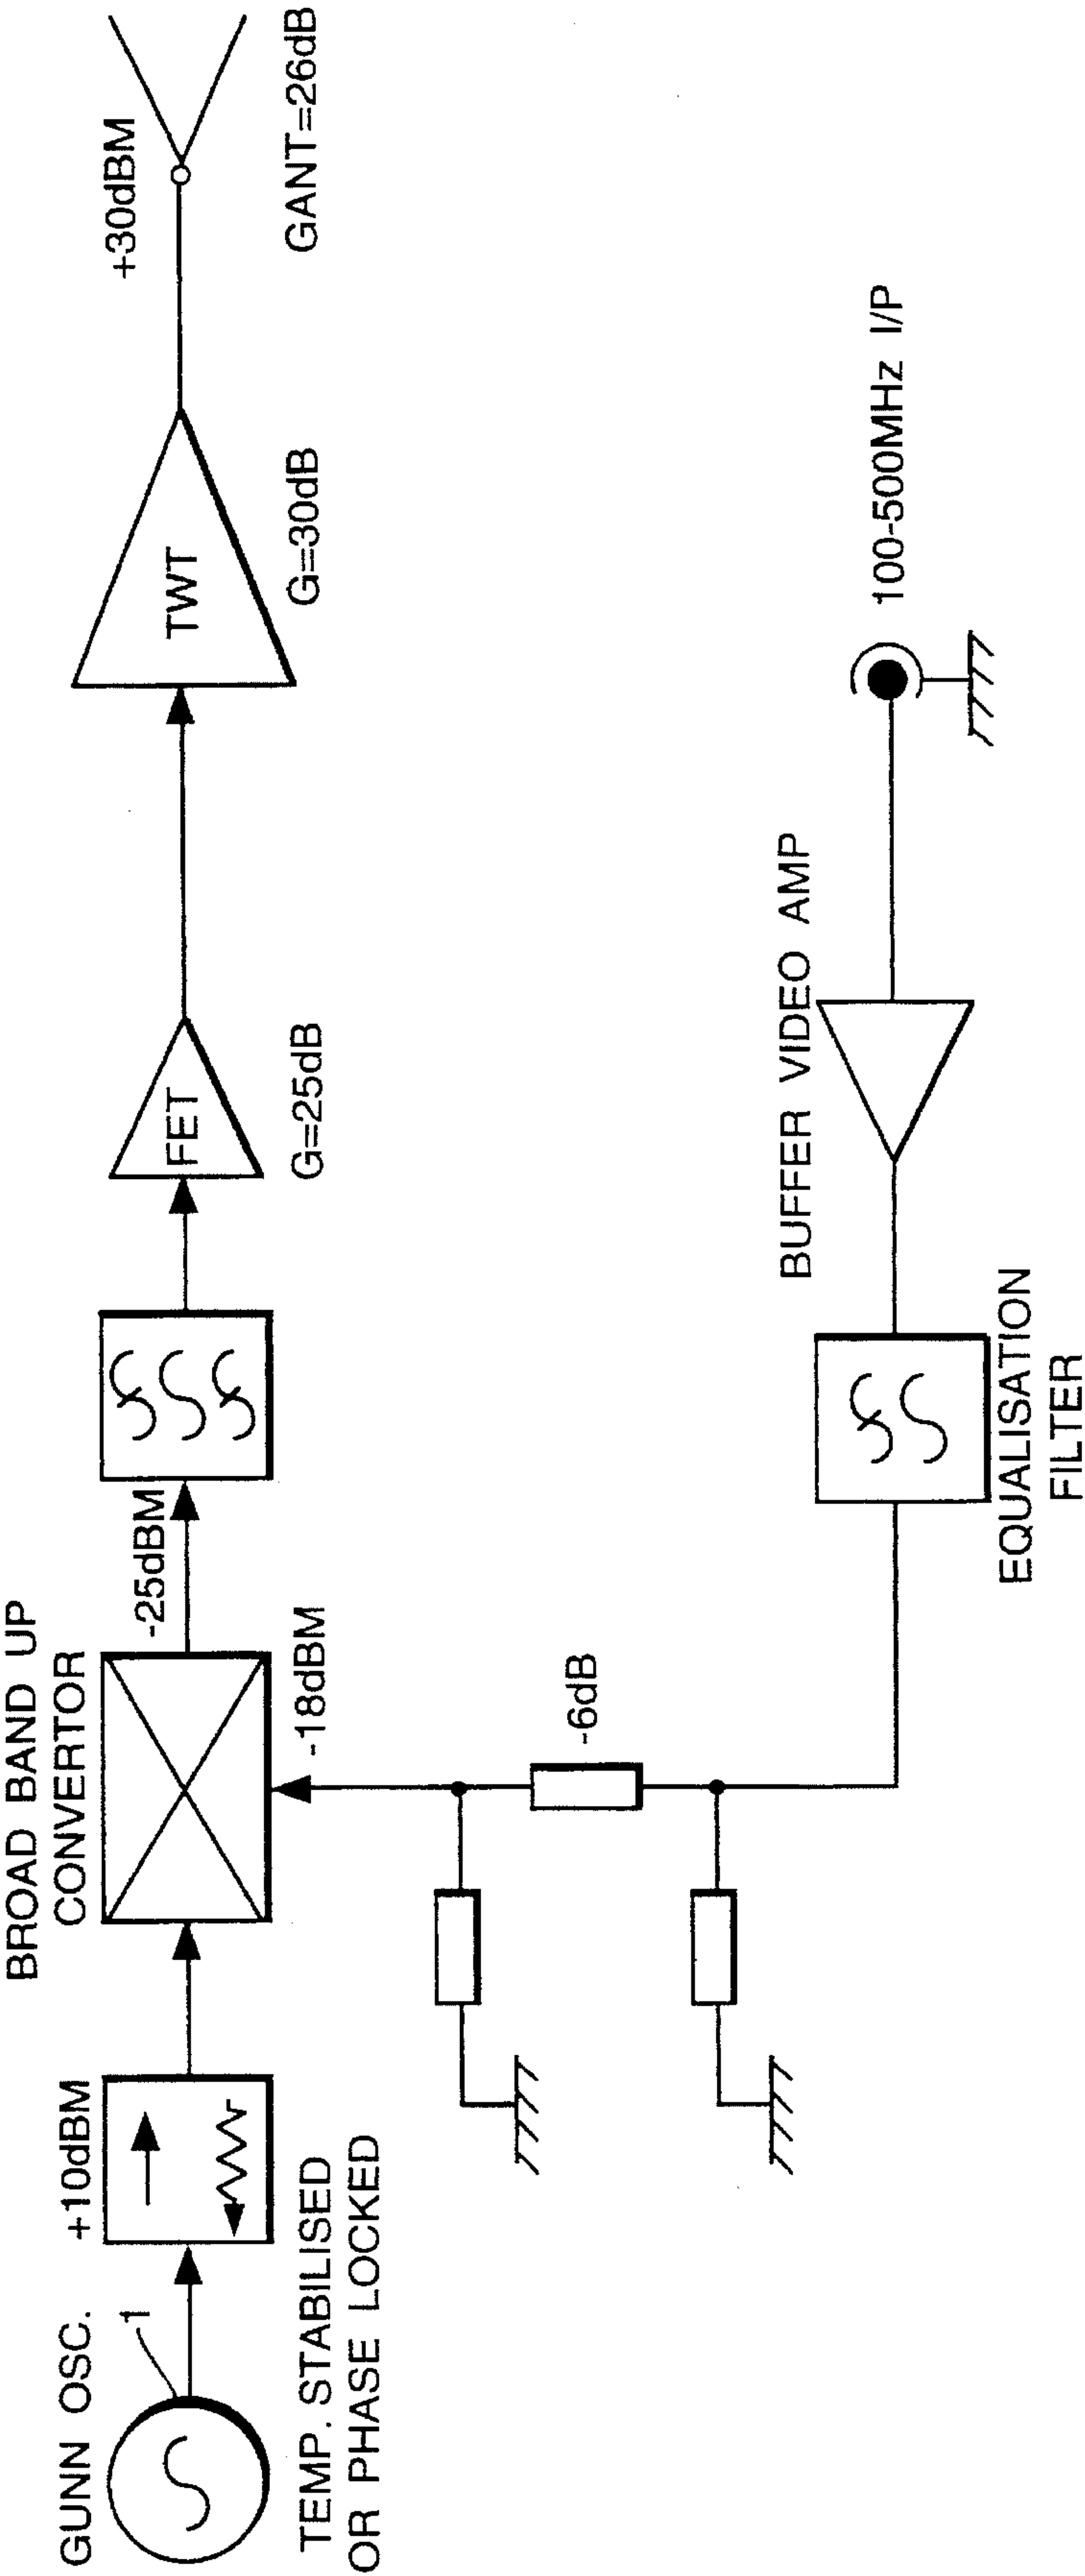 GUNN OSC.
1
+10dBM
TEMP. STABILISED
OR PHASE LOCKED
BROAD BAND UP
CONVERTOR
-25dBM
-18dBM
-6dB
FET
G=25dB
TWT
G=30dB
+30dBM
GANT=26dB
100-500MHz I/P
BUFFER VIDEO AMP
EQUALISATION
FILTER